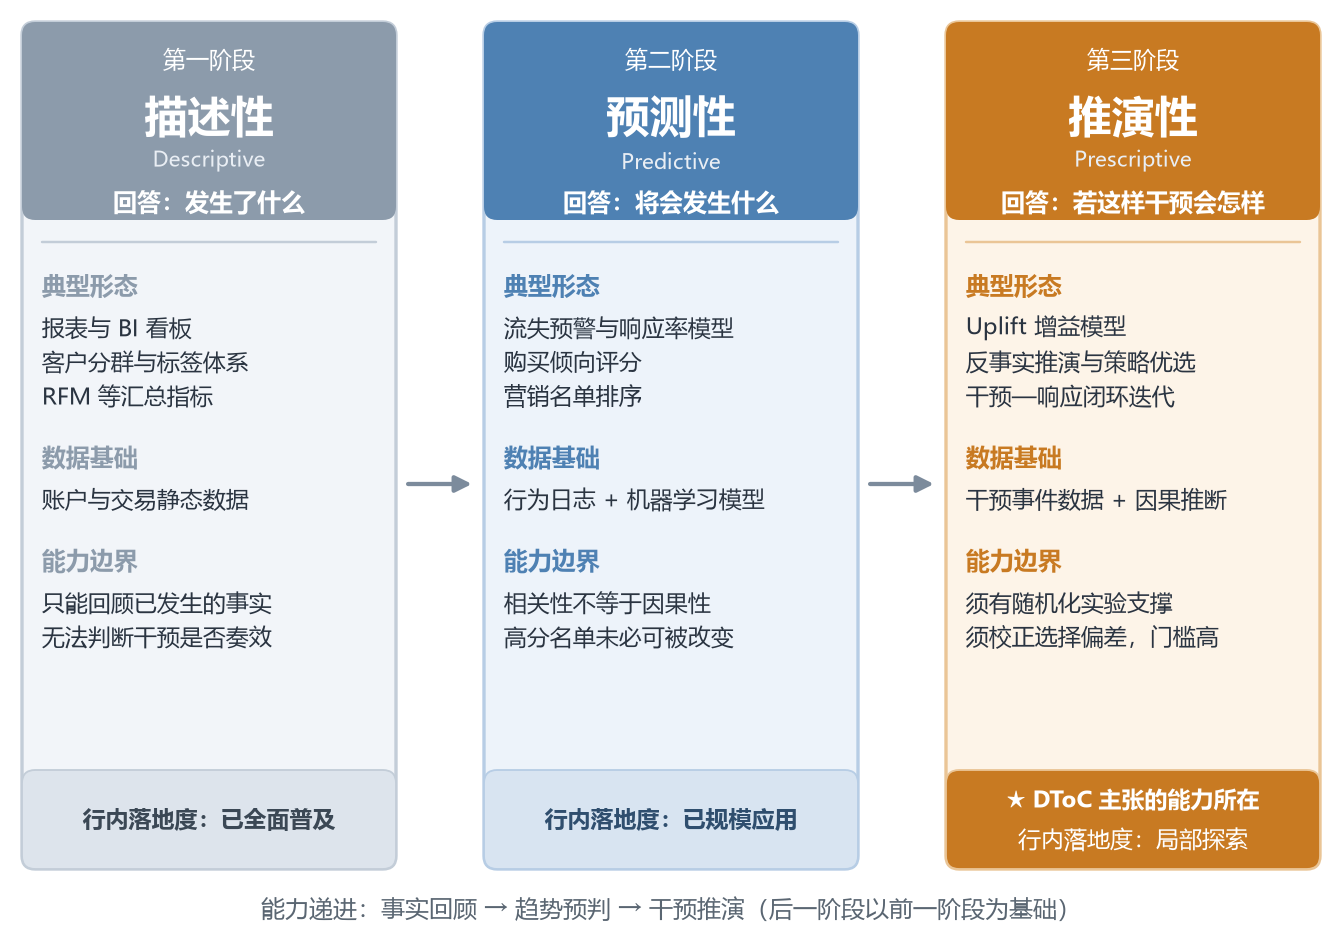 第一阶段
描述性
Descriptive
回答：发生了什么
典型形态
报表与 BI 看板
客户分群与标签体系
RFM 等汇总指标
数据基础
账户与交易静态数据
能力边界
只能回顾已发生的事实
无法判断干预是否奏效
行内落地度：已全面普及
第二阶段
预测性
Predictive
回答：将会发生什么
典型形态
流失预警与响应率模型
购买倾向评分
营销名单排序
数据基础
行为日志 + 机器学习模型
能力边界
相关性不等于因果性
高分名单未必可被改变
行内落地度：已规模应用
第三阶段
推演性
Prescriptive
回答：若这样干预会怎样
典型形态
Uplift 增益模型
反事实推演与策略优选
干预—响应闭环迭代
数据基础
干预事件数据 + 因果推断
能力边界
须有随机化实验支撑
须校正选择偏差，门槛高
★ DToC 主张的能力所在
行内落地度：局部探索
能力递进：事实回顾 → 趋势预判 → 干预推演（后一阶段以前一阶段为基础）